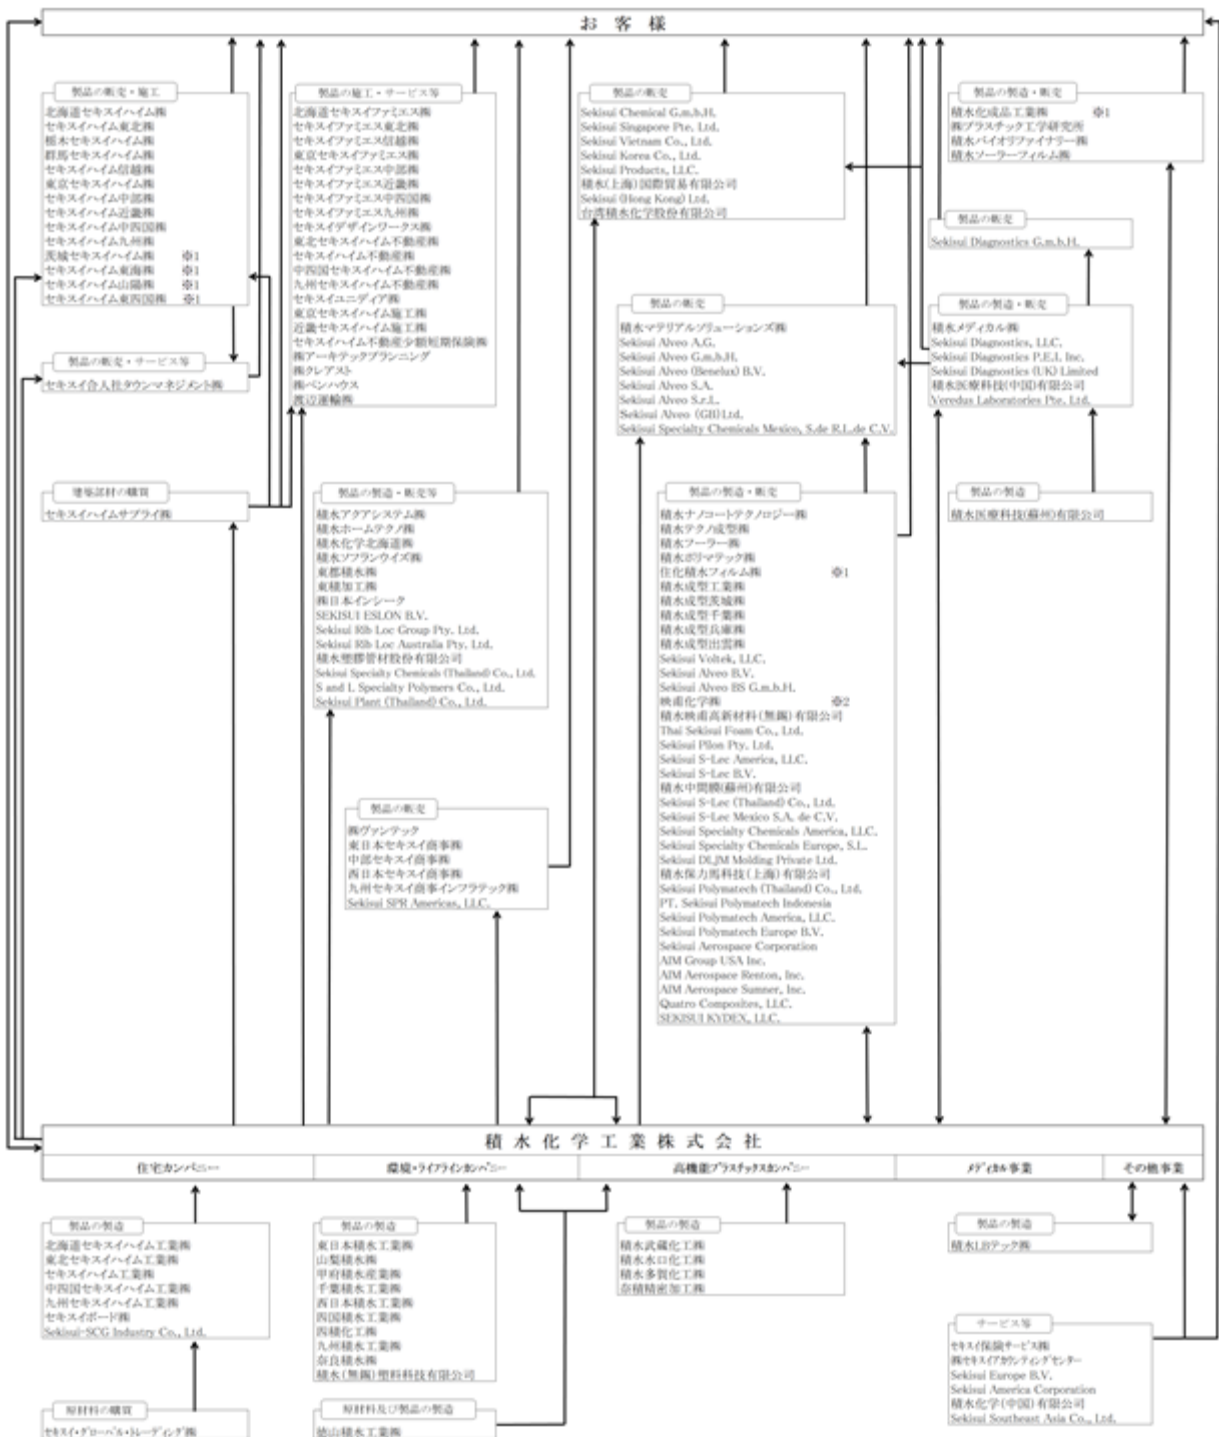 お客様
製品の販売・施工
北海道セキスイハイム㈱
セキスイハイム東北㈱
栃木セキスイハイム㈱
群馬セキスイハイム㈱
セキスイハイム信越㈱
東京セキスイハイム㈱
セキスイハイム中部㈱
セキスイハイム近畿㈱
セキスイハイム中四国㈱
セキスイハイム九州㈱
茨城セキスイハイム㈱ ※1
セキスイハイム東海㈱ ※1
セキスイハイム山陽㈱ ※1
セキスイハイム東四国㈱ ※1
製品の販売・サービス等
セキスイ合人社タウンマネジメント㈱
建築部材の購買
セキスイハイムサプライ㈱
製品の施工・サービス等
北海道セキスイファミエス㈱
セキスイファミエス東北㈱
セキスイファミエス信越㈱
東京セキスイファミエス㈱
セキスイファミエス中部㈱
セキスイファミエス近畿㈱
セキスイファミエス中四国㈱
セキスイファミエス九州㈱
セキスイデザインワークス㈱
東北セキスイハイム不動産㈱
セキスイハイム不動産㈱
中四国セキスイハイム不動産㈱
九州セキスイハイム不動産㈱
セキスイユニディア㈱
東京セキスイハイム施工㈱
近畿セキスイハイム施工㈱
セキスイハイム不動産少額短期保険㈱
㈱アーキテックプランニング
㈱クレアスト
㈱ペンハウス
渡辺運輸㈱
製品の製造・販売等
積水アクアシステム㈱
積水ホームテクノ㈱
積水化学北海道㈱
積水ソフランウイズ㈱
東都積水㈱
東積加工㈱
㈱日本インシーク
SEKISUI ESLON B.V.
Sekisui Rib Loc Group Pty. Ltd.
Sekisui Rib Loc Australia Pty. Ltd.
積水塑膠管材股份有限公司
Sekisui Specialty Chemicals (Thailand) Co., Ltd.
S and L Specialty Polymers Co., Ltd.
Sekisui Plant (Thailand) Co., Ltd.
製品の販売
㈱ヴァンテック
東日本セキスイ商事㈱
中部セキスイ商事㈱
西日本セキスイ商事㈱
九州セキスイ商事インフラテック㈱
Sekisui SPR Americas, LLC.
製品の販売
Sekisui Chemical G.m.b.H.
Sekisui Singapore Pte. Ltd.
Sekisui Vietnam Co., Ltd.
Sekisui Korea Co., Ltd.
Sekisui Products, LLC.
積水(上海)国際貿易有限公司
Sekisui (Hong Kong) Ltd.
台湾積水化学股份有限公司
製品の販売
積水マテリアルソリューションズ㈱
Sekisui Alveo A.G.
Sekisui Alveo G.m.b.H.
Sekisui Alveo (Benelux) B.V.
Sekisui Alveo S.A.
Sekisui Alveo S.r.L.
Sekisui Alveo (GB)Ltd.
Sekisui Specialty Chemicals Mexico, S.de R.L.de C.V.
製品の製造・販売
積水ナノコートテクノロジー㈱
積水テクノ成型㈱
積水フーラー㈱
積水ポリマテック㈱
住化積水フィルム㈱ ※1
積水成型工業㈱
積水成型茨城㈱
積水成型千葉㈱
積水成型兵庫㈱
積水成型出雲㈱
Sekisui Voltek, LLC.
Sekisui Alveo B.V.
Sekisui Alveo BS G.m.b.H.
映甫化学㈱ ※2
積水映甫高新材料(無錫)有限公司
Thai Sekisui Foam Co., Ltd.
Sekisui Pilon Pty. Ltd.
Sekisui S-Lec America, LLC.
Sekisui S-Lec B.V.
積水中間膜(蘇州)有限公司
Sekisui S-Lec (Thailand) Co., Ltd.
Sekisui S-Lec Mexico S.A. de C.V.
Sekisui Specialty Chemicals America, LLC.
Sekisui Specialty Chemicals Europe, S.L.
Sekisui DLJM Molding Private Ltd.
積水保力馬科技(上海)有限公司
Sekisui Polymatech (Thailand) Co., Ltd.
PT. Sekisui Polymatech Indonesia
Sekisui Polymatech America, LLC.
Sekisui Polymatech Europe B.V.
Sekisui Aerospace Corporation
AIM Group USA Inc.
AIM Aerospace Renton, Inc.
AIM Aerospace Sumner, Inc.
Quatro Composites, LLC.
SEKISUI KYDEX, LLC.
製品の製造・販売
積水化成品工業㈱ ※1
㈱プラスチック工学研究所
積水バイオリファイナリー㈱
積水ソーラーフィルム㈱
製品の販売
Sekisui Diagnostics G.m.b.H.
製品の製造・販売
積水メディカル㈱
Sekisui Diagnostics, LLC.
Sekisui Diagnostics P.E.I. Inc.
Sekisui Diagnostics (UK) Limited
積水医療科技(中国)有限公司
Veredus Laboratories Pte. Ltd.
製品の製造
積水医療科技(蘇州)有限公司
積水化学工業株式会社
住宅カンパニー
環境・ライフラインカンパニー
高機能プラスチックスカンパニー
メディカル事業
その他事業
製品の製造
北海道セキスイハイム工業㈱
東北セキスイハイム工業㈱
セキスイハイム工業㈱
中四国セキスイハイム工業㈱
九州セキスイハイム工業㈱
セキスイボード㈱
Sekisui-SCG Industry Co., Ltd.
原材料の購買
セキスイ・グローバル・トレーディング㈱
製品の製造
東日本積水工業㈱
山梨積水㈱
甲府積水産業㈱
千葉積水工業㈱
西日本積水工業㈱
四国積水工業㈱
四積化工㈱
九州積水工業㈱
奈良積水㈱
積水(無錫)塑料科技有限公司
原材料及び製品の製造
徳山積水工業㈱
製品の製造
積水武蔵化工㈱
積水水口化工㈱
積水多賀化工㈱
奈積精密加工㈱
製品の製造
積水LBテック㈱
サービス等
セキスイ保険サービス㈱
㈱セキスイアカウンティングセンター
Sekisui Europe B.V.
Sekisui America Corporation
積水化学(中国)有限公司
Sekisui Southeast Asia Co., Ltd.